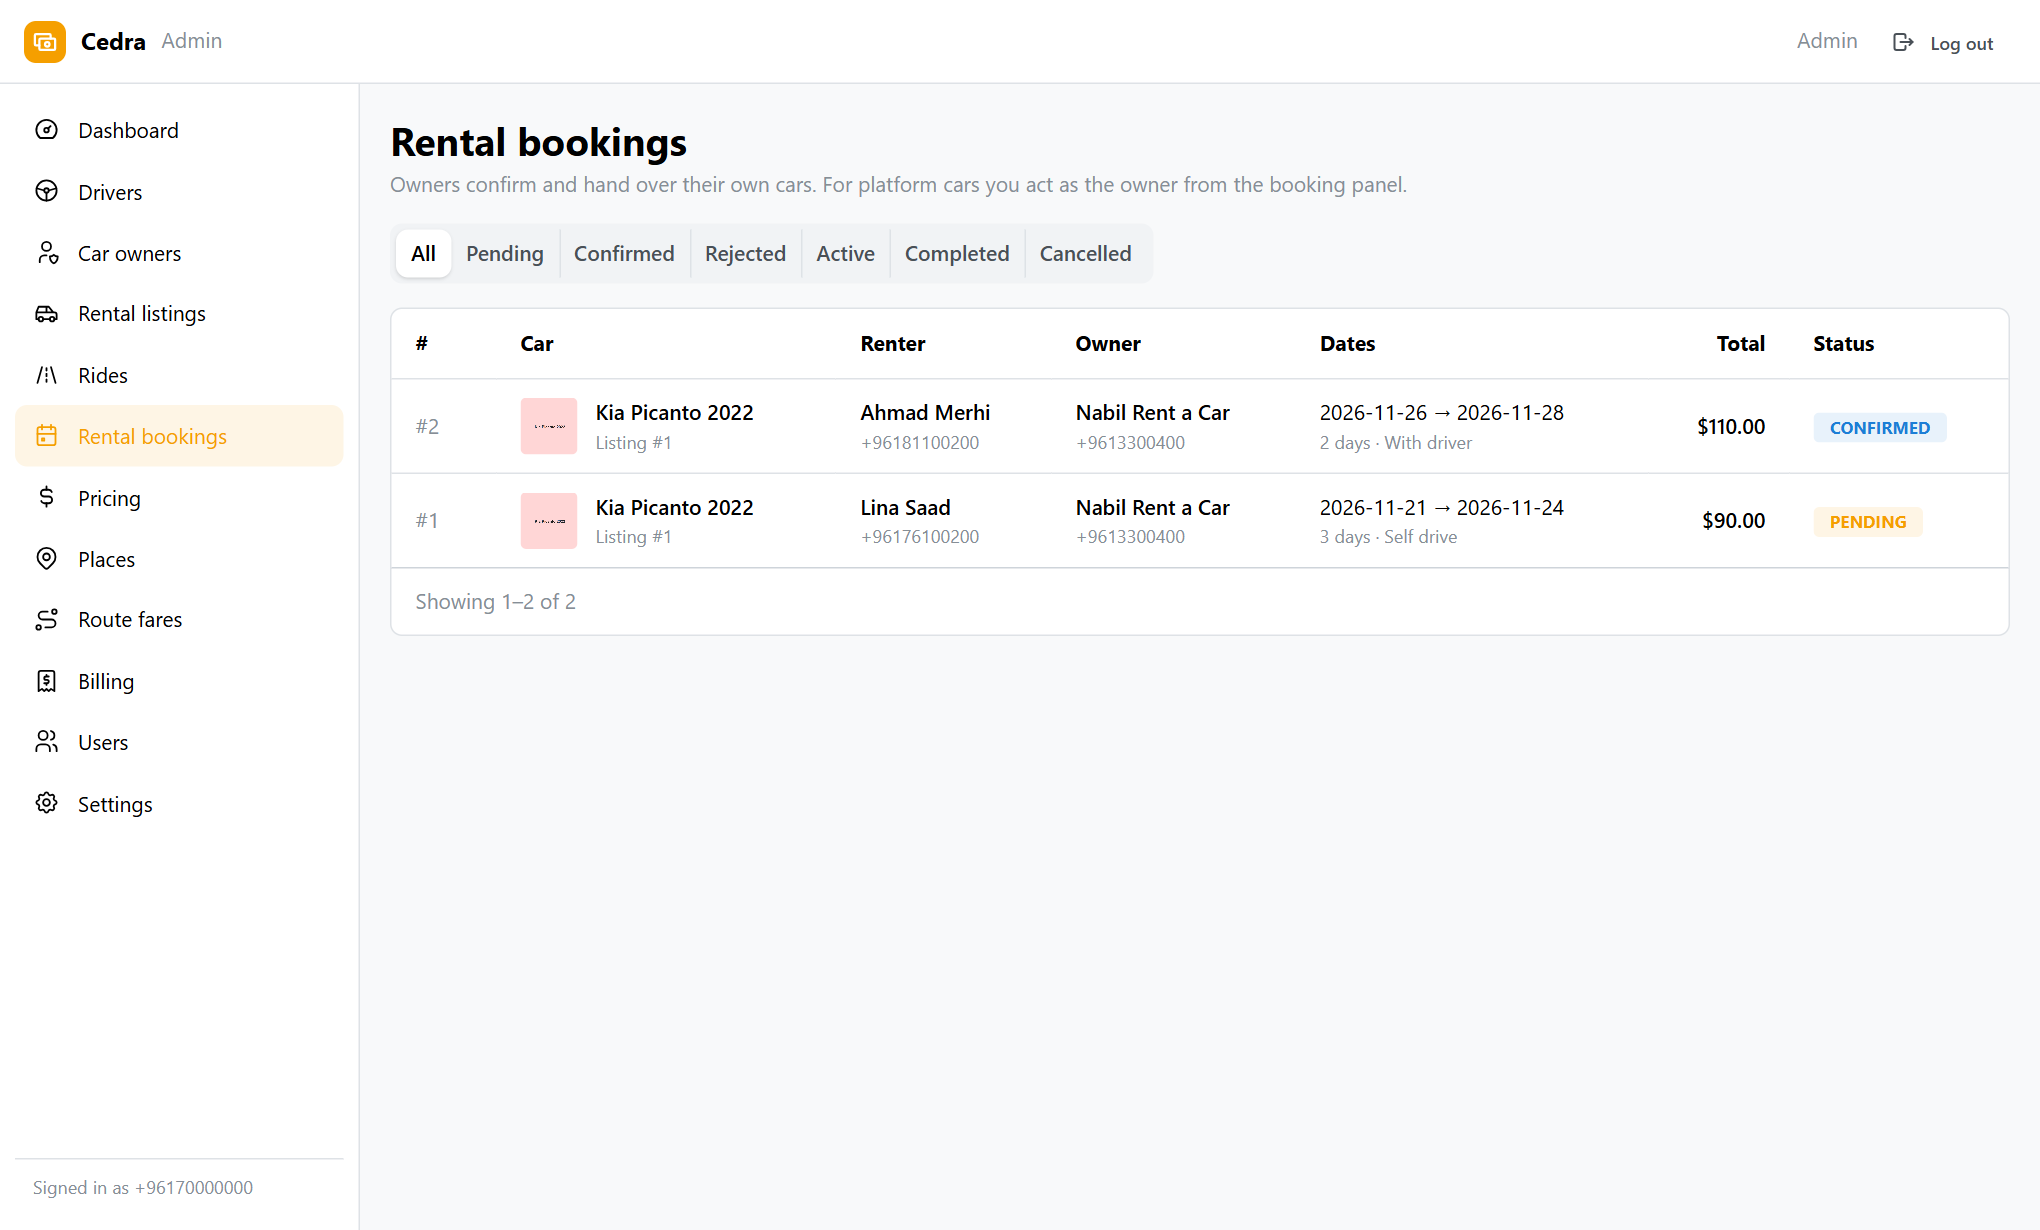 Cedra Admin
Admin Log out
Dashboard
Drivers
Car owners
Rental listings
Rides
Rental bookings
Pricing
Places
Route fares
Billing
Users
Settings
Signed in as +96170000000
Rental bookings
Owners confirm and hand over their own cars. For platform cars you act as the owner from the booking panel.
All Pending Confirmed Rejected Active Completed Cancelled
# Car Renter Owner Dates Total Status
#2 Kia Picanto 2022 Ahmad Merhi Nabil Rent a Car 2026-11-26 → 2026-11-28 $110.00 CONFIRMED
Listing #1 +96181100200 +9613300400 2 days · With driver
#1 Kia Picanto 2022 Lina Saad Nabil Rent a Car 2026-11-21 → 2026-11-24 $90.00 PENDING
Listing #1 +96176100200 +9613300400 3 days · Self drive
Showing 1–2 of 2